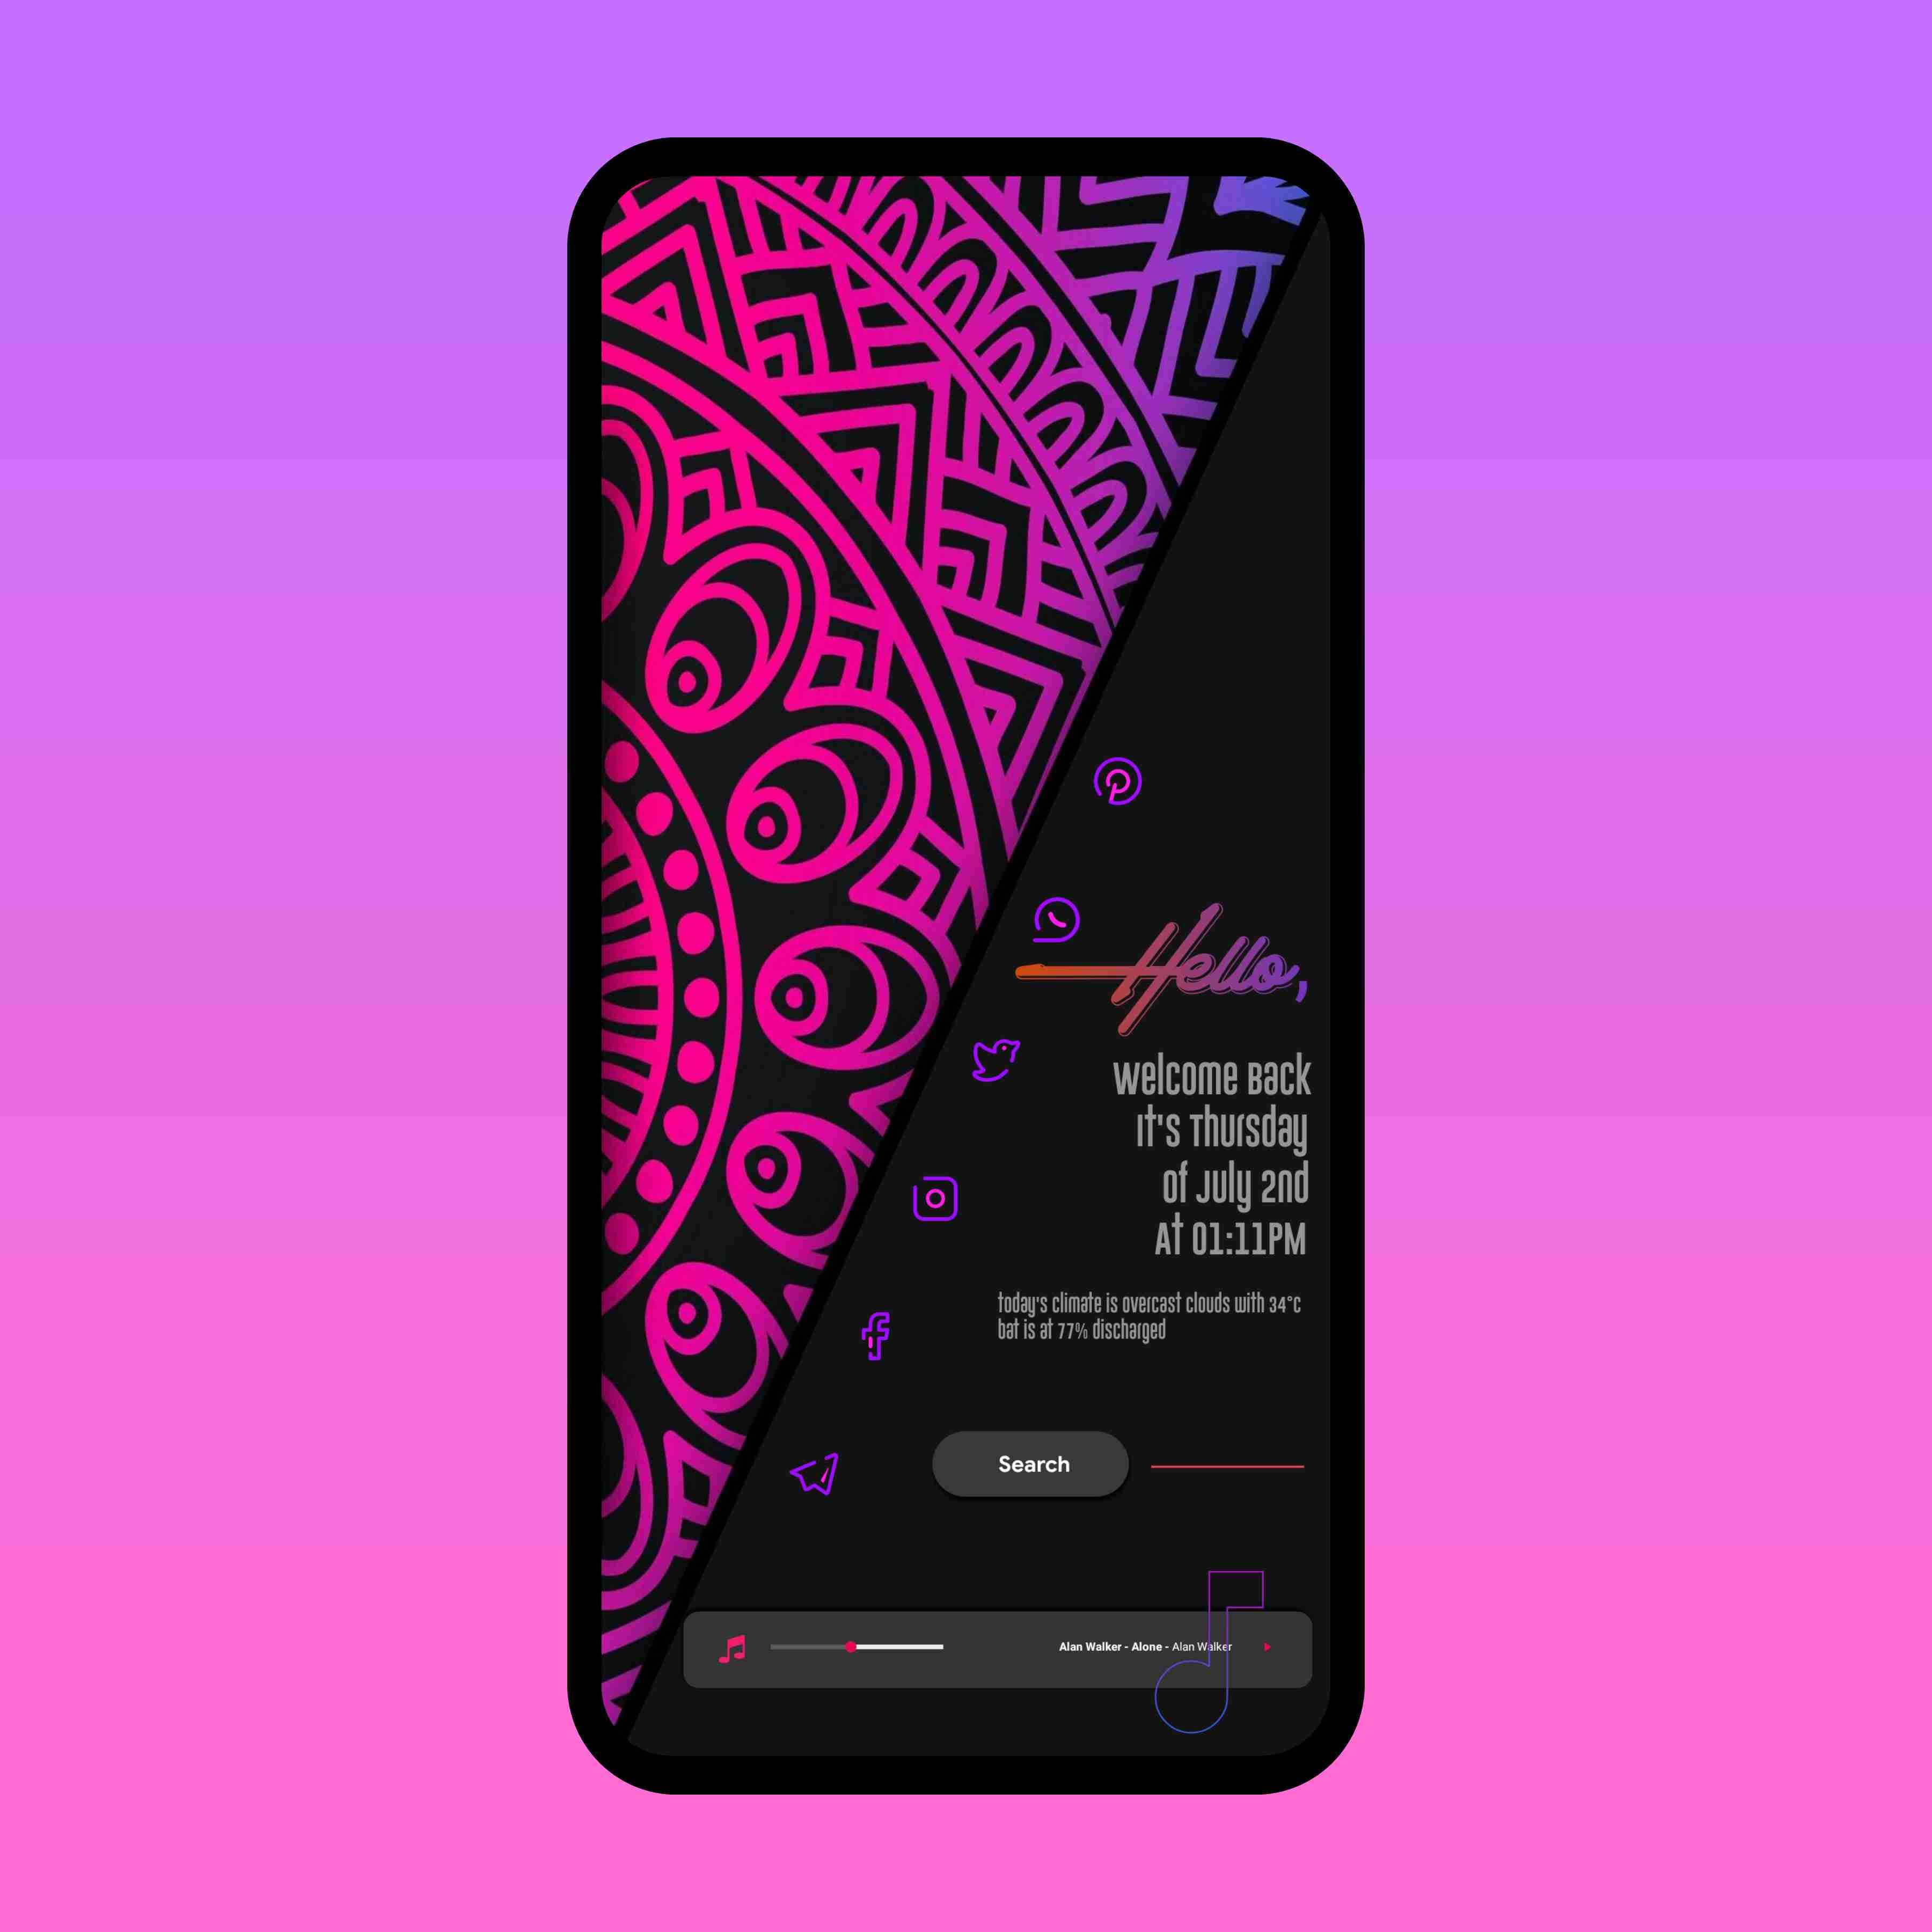 Hello,
welcome Back
it's Thursday
of July 2nd
At 01:11PM
today's climate is overcast clouds with 34°c
bat is at 77% discharged
Search
Alan Walker - Alone - Alan Walker